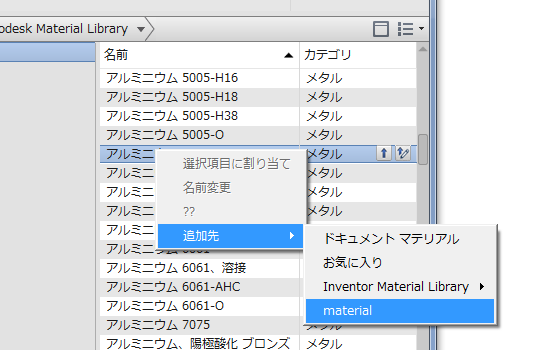 odesk Material Library
名前 カテゴリ
アルミニウム 5005-H16 メタル
アルミニウム 5005-H18 メタル
アルミニウム 5005-H38 メタル
アルミニウム 5005-O メタル
アルミニ メタル
アルミニ メタル
選択項目に割り当て
アルミニ メタル
名前変更
アルミニ メタル
??
アルミニ メタル
追加先
アルミニウム 6061
ドキュメント マテリアル
アルミニウム 6061、溶接
お気に入り
アルミニウム 6061-AHC
Inventor Material Library
アルミニウム 6061-O
material
アルミニウム 7075
アルミニウム、陽極酸化 ブロンズ メタル